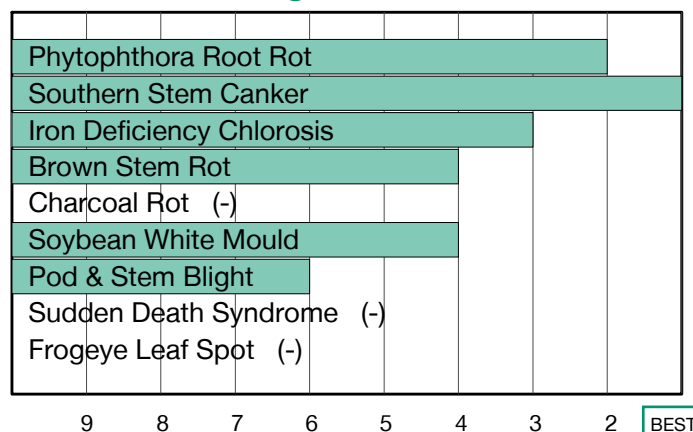 Phytophthora Root Rot
Southern Stem Canker
Iron Deficiency Chlorosis
Brown Stem Rot
Charcoal Rot (-)
Soybean White Mould
Pod & Stem Blight
Sudden Death Syndrome (-)
Frogeye Leaf Spot (-)
9 8 7 6 5 4 3 2 BEST